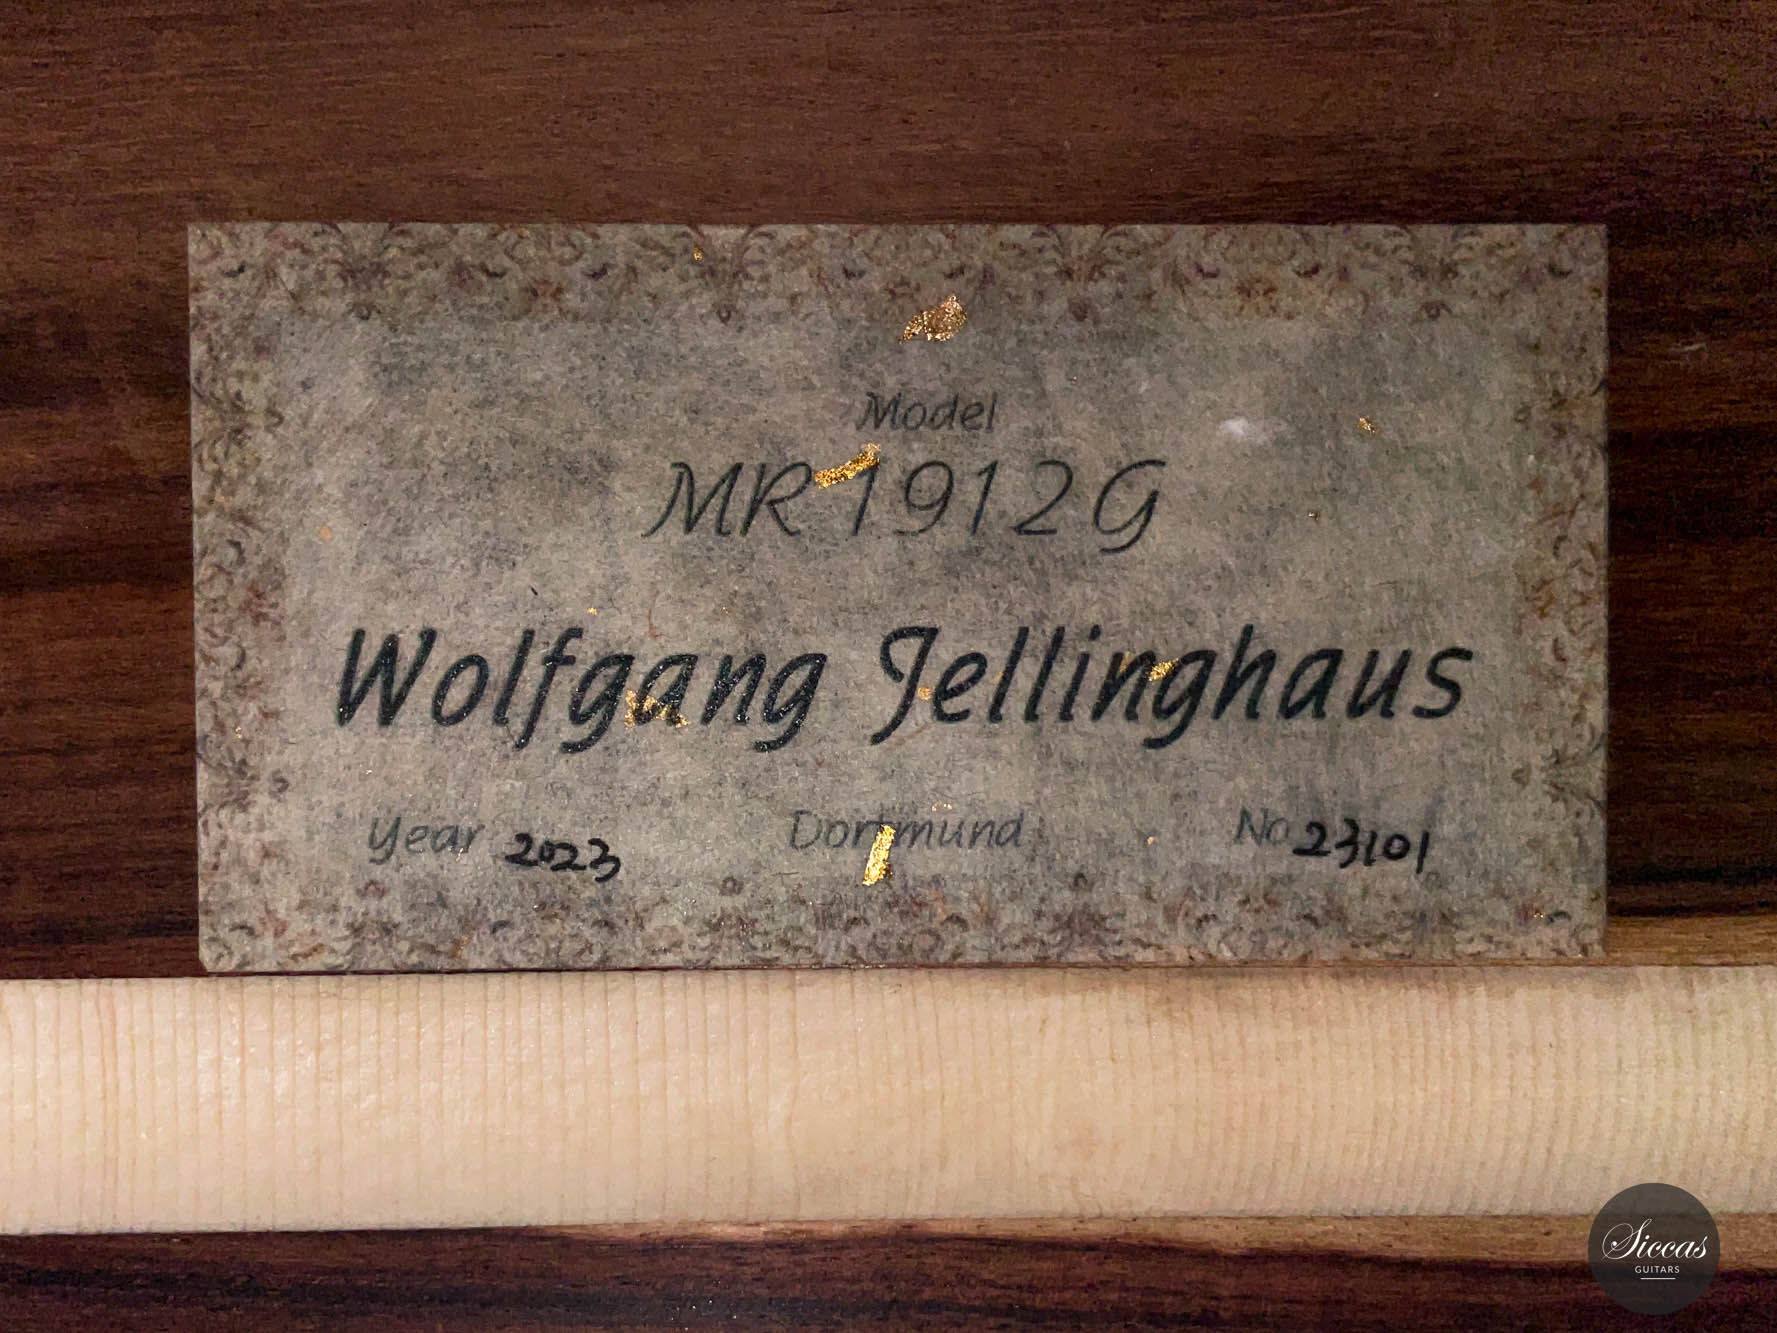 Model
MR 1912 G
Wolfgang Jellinghaus
Year 2023 Dortmund No 23101
Siccas
GUITARS